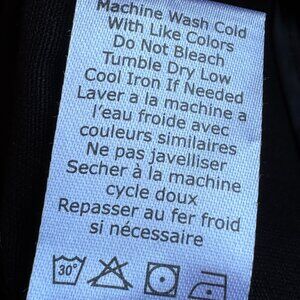 Machine Wash Cold
With Like Colors
Do Not Bleach
Tumble Dry Low
Cool Iron If Needed
Laver a la machine a
l'eau froide avec
couleurs similaires
Ne pas javelliser
Secher à la machine
cycle doux
Repasser au fer froid
si nécessaire
30°